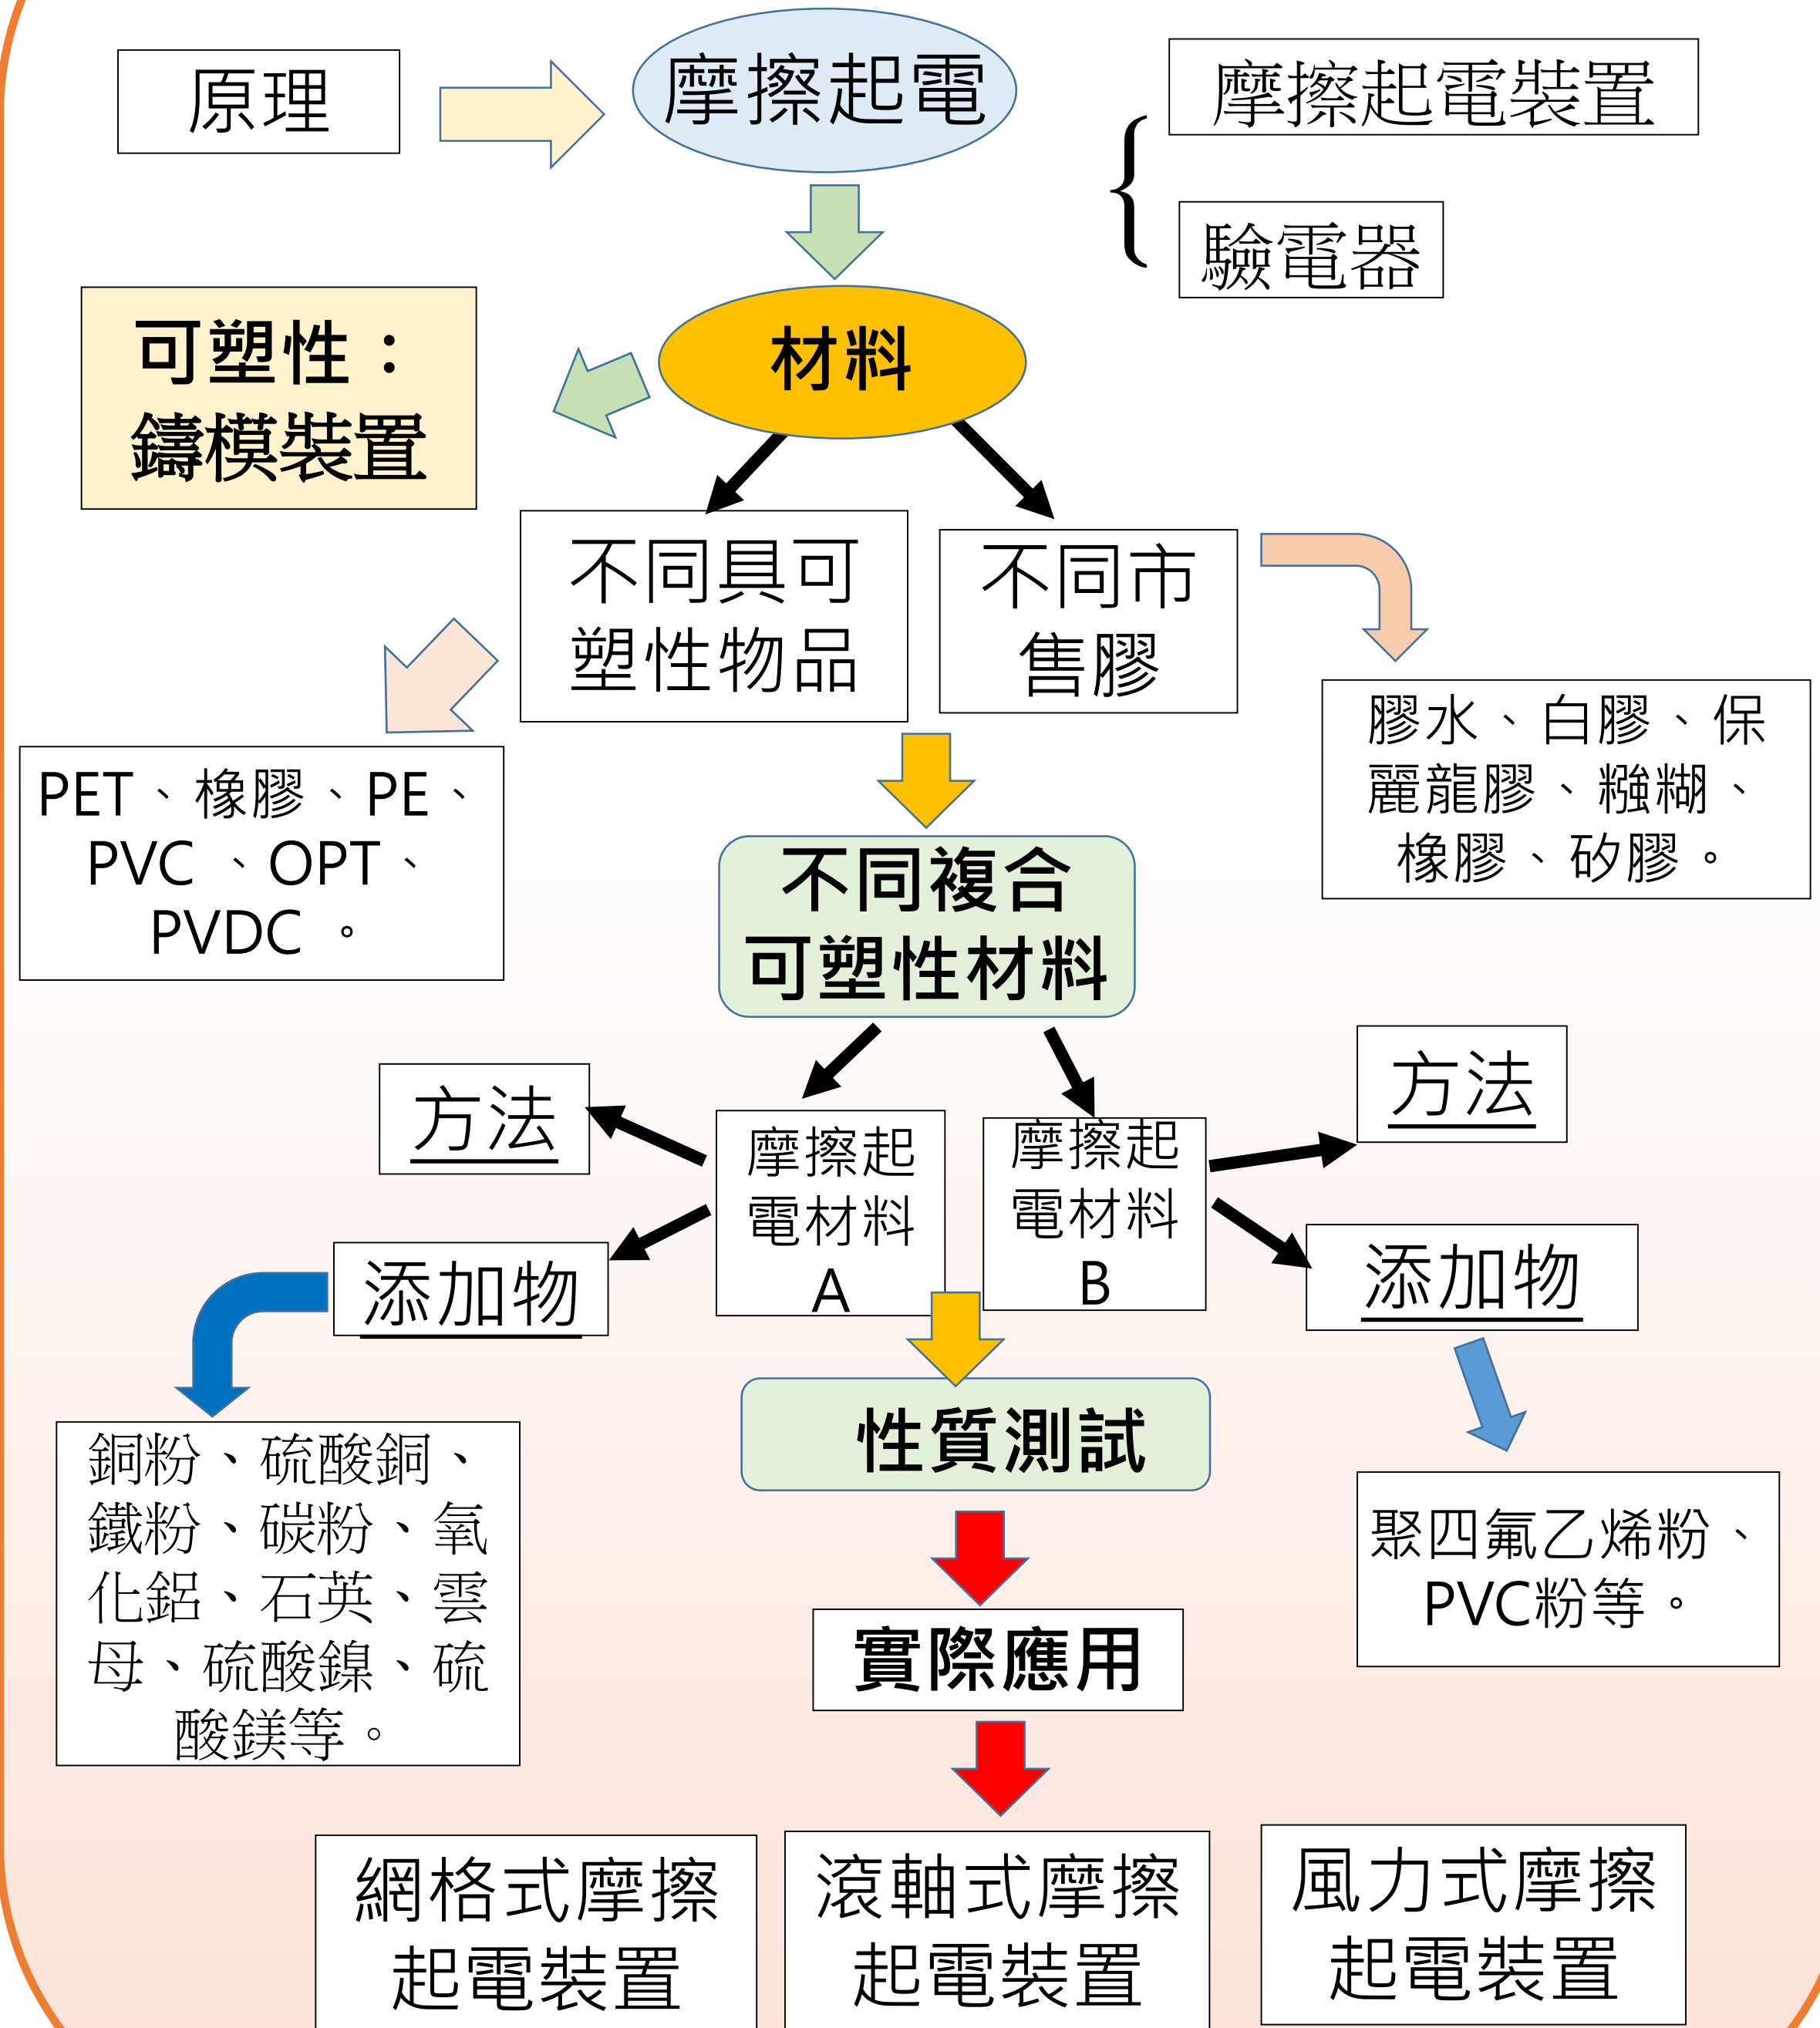 原理
摩擦起電
摩擦起電裝置
{
驗電器
可塑性：
鑄模裝置
材料
不同具可
塑性物品
不同市
售膠
膠水、白膠、保
麗龍膠、糨糊、
橡膠、矽膠。
PET、橡膠、PE、
PVC 、OPT、
PVDC 。
不同複合
可塑性材料
方法
方法
摩擦起
電材料
A
摩擦起
電材料
B
添加物
添加物
性質測試
銅粉、硫酸銅、
鐵粉、碳粉、氧
化鋁、石英、雲
母、硫酸鎳、硫
酸鎂等。
聚四氟乙烯粉、
PVC粉等。
實際應用
網格式摩擦
起電裝置
滾軸式摩擦
起電裝置
風力式摩擦
起電裝置